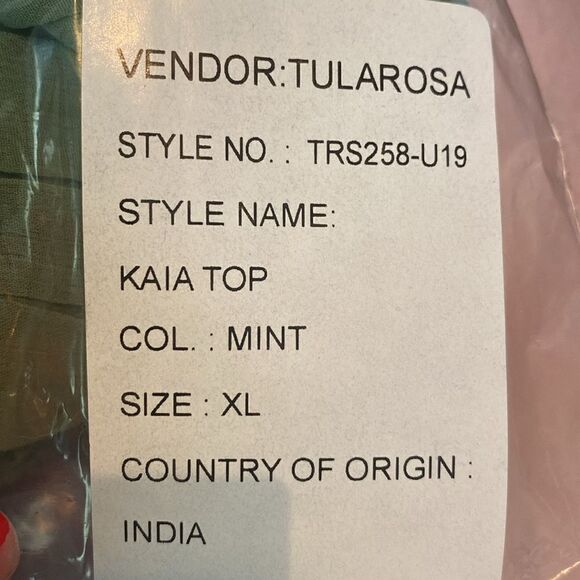 VENDOR:TULAROSA
STYLE NO. : TRS258-U19
STYLE NAME:
KAIA TOP
COL. : MINT
SIZE : XL
COUNTRY OF ORIGIN :
INDIA